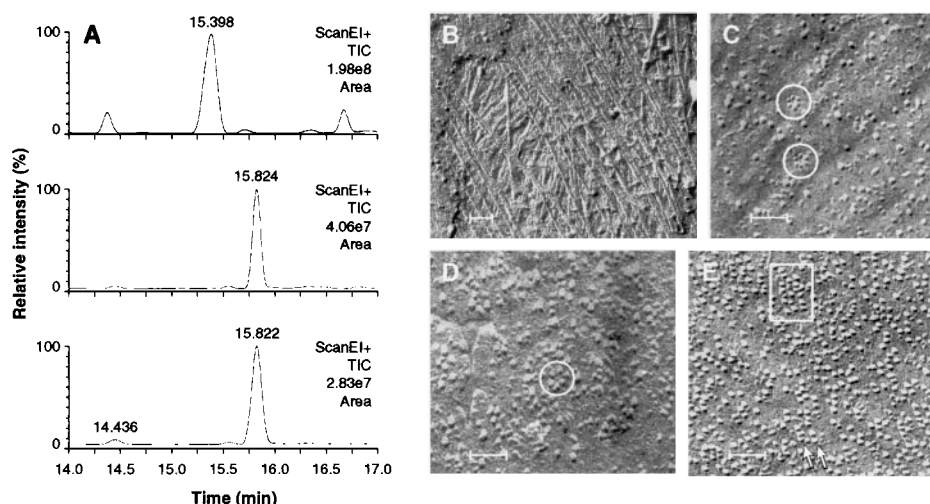 A
Relative intensity (%)
15.398
100
0
ScanEI+
TIC
1.98e8
Area
15.824
100
0
ScanEI+
TIC
4.06e7
Area
15.822
100
0
14.436
ScanEI+
TIC
2.83e7
Area
14.0 14.5 15.0 15.5 15.5 16.0 16.5 17.0
Time (min)
B
C
D
E